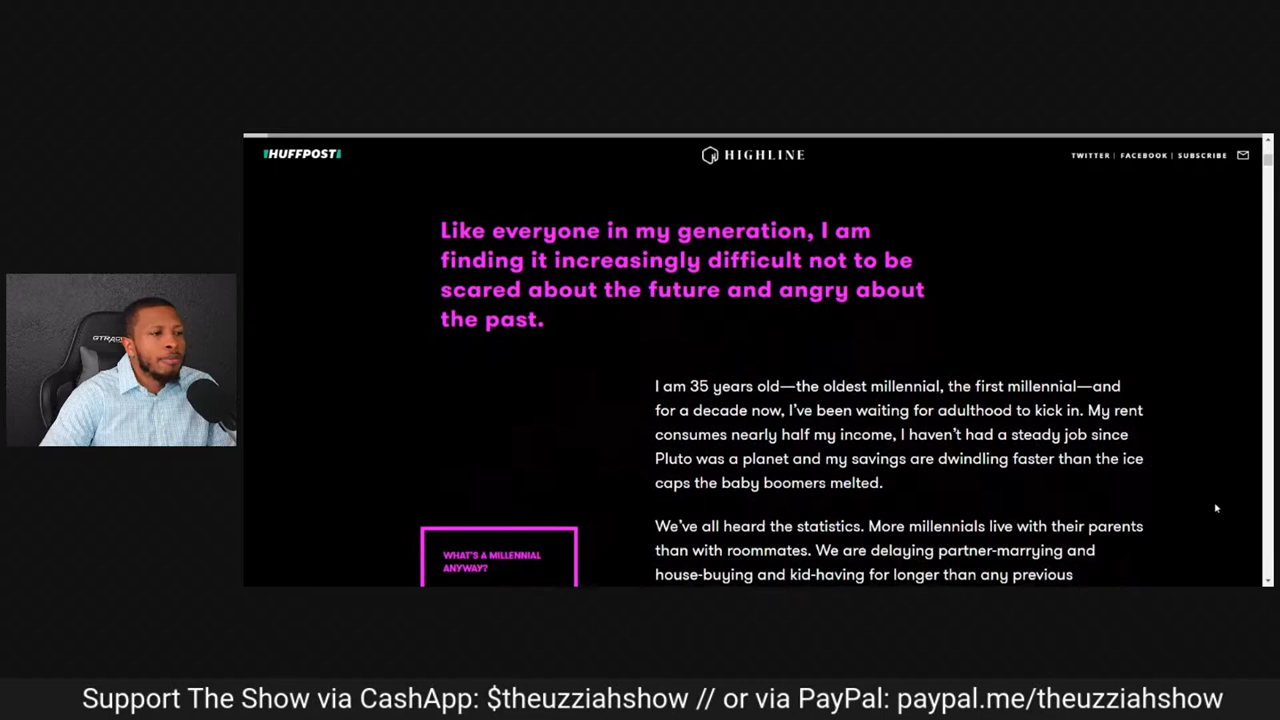 HUFFPOST
HIGHLINE
TWITTER | FACEBOOK | SUBSCRIBE
Like everyone in my generation, I am
finding it increasingly difficult not to be
scared about the future and angry about
the past.
I am 35 years old—the oldest millennial, the first millennial—and
for a decade now, I've been waiting for adulthood to kick in. My rent
consumes nearly half my income, I haven't had a steady job since
Pluto was a planet and my savings are dwindling faster than the ice
caps the baby boomers melted.
We've all heard the statistics. More millennials live with their parents
than with roommates. We are delaying partner-marrying and
house-buying and kid-having for longer than any previous
WHAT'S A MILLENNIAL
ANYWAY?
Support The Show via CashApp: $theuzziahshow // or via PayPal: paypal.me/theuzziahshow